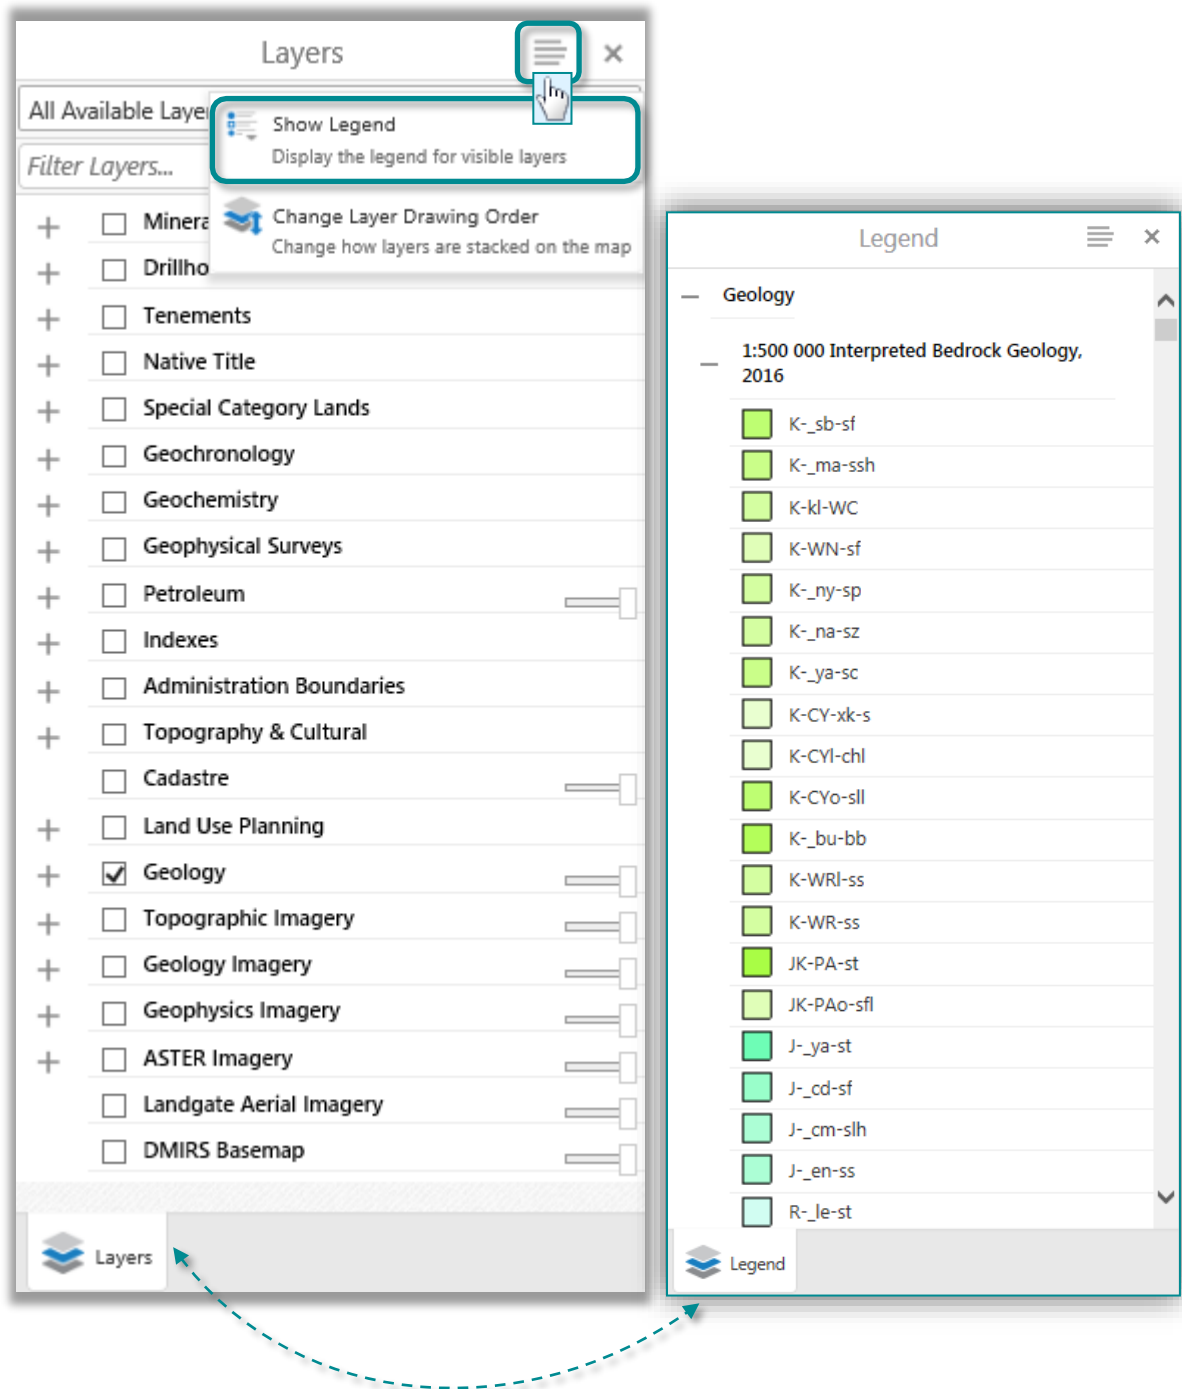 Layers
All Available Laye
Show Legend
Display the legend for visible layers
Filter Layers...
Change Layer Drawing Order
Change how layers are stacked on the map
Minera
Drillho
Tenements
Native Title
Special Category Lands
Geochronology
Geochemistry
Geophysical Surveys
Petroleum
Indexes
Administration Boundaries
Topography & Cultural
Cadastre
Land Use Planning
Geology
Topographic Imagery
Geology Imagery
Geophysics Imagery
ASTER Imagery
Landgate Aerial Imagery
DMIRS Basemap
Layers
Legend
Geology
1:500 000 Interpreted Bedrock Geology,
2016
K-_sb-sf
K-_ma-ssh
K-kl-WC
K-WN-sf
K-_ny-sp
K-_na-sz
K-_ya-sc
K-CY-xk-s
K-CYl-chl
K-CYo-sll
K-_bu-bb
K-WRl-ss
K-WR-ss
JK-PA-st
JK-PAo-sfl
J-_ya-st
J-_cd-sf
J-_cm-slh
J-_en-ss
R-_le-st
Legend